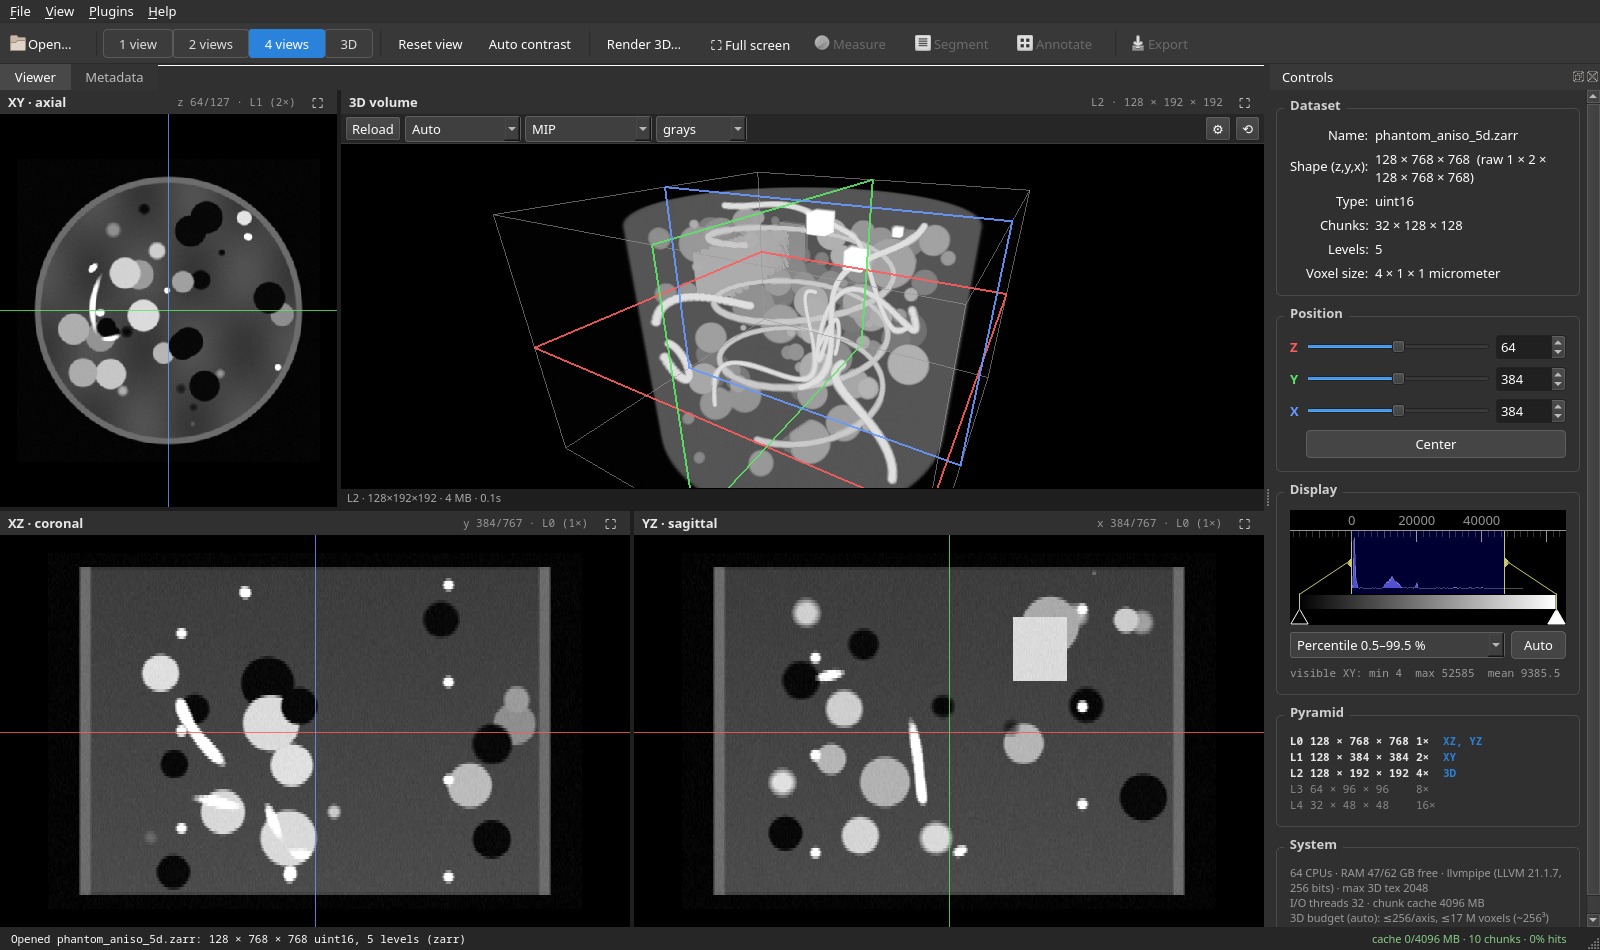 File View Plugins Help
Open... 1 view 2 views 4 views 3D Reset view Auto contrast Render 3D... Full screen Measure Segment Annotate Export
Viewer Metadata
Controls
XY · axial z 64/127 · L1 (2×)
3D volume L2 · 128 × 192 × 192
Reload Auto MIP grays
L2 · 128×192×192 · 4 MB · 0.1s
XZ · coronal y 384/767 · L0 (1×)
YZ · sagittal x 384/767 · L0 (1×)
Dataset
Name: phantom_aniso_5d.zarr
Shape (z,y,x): 128 × 768 × 768 (raw 1 × 2 ×
128 × 768 × 768)
Type: uint16
Chunks: 32 × 128 × 128
Levels: 5
Voxel size: 4 × 1 × 1 micrometer
Position
Z 64
Y 384
X 384
Center
Display
0 20000 40000
Percentile 0.5–99.5 % Auto
visible XY: min 4 max 52585 mean 9385.5
Pyramid
L0 128 × 768 × 768 1× XZ, YZ
L1 128 × 384 × 384 2× XY
L2 128 × 192 × 192 4× 3D
L3 64 × 96 × 96 8×
L4 32 × 48 × 48 16×
System
64 CPUs · RAM 47/62 GB free · llvmpipe (LLVM 21.1.7,
256 bits) · max 3D tex 2048
I/O threads 32 · chunk cache 4096 MB
3D budget (auto): ≤256/axis, ≤17 M voxels (~256³)
Opened phantom_aniso_5d.zarr: 128 × 768 × 768 uint16, 5 levels (zarr)
cache 0/4096 MB · 10 chunks · 0% hits